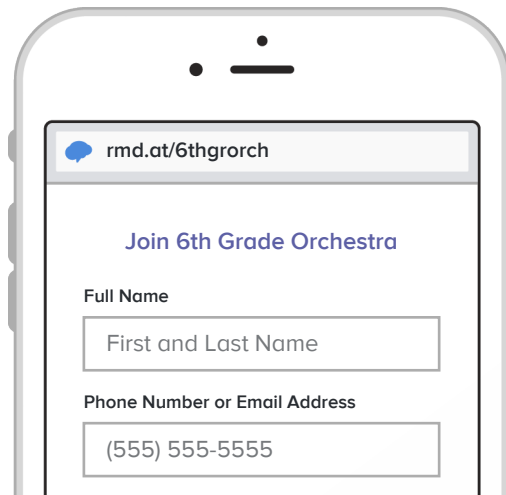 rmd.at/6thgrorch
Join 6th Grade Orchestra
Full Name
First and Last Name
Phone Number or Email Address
(555) 555-5555